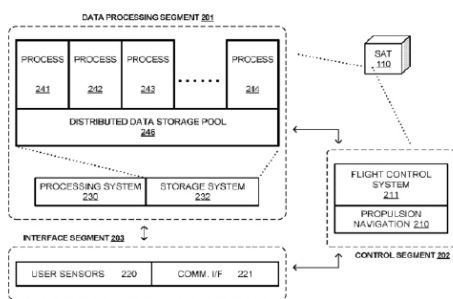 DATA PROCESSING SEGMENT 201
PROCESS PROCESS PROCESS PROCESS
241 242 243 244
DISTRIBUTED DATA STORAGE POOL
246
PROCESSING SYSTEM
230
STORAGE SYSTEM
232
SAT
110
FLIGHT CONTROL
SYSTEM
211
PROPULSION
NAVIGATION 210
CONTROL SEGMENT 202
INTERFACE SEGMENT 203
USER SENSORS 220
COMM. I/F 221